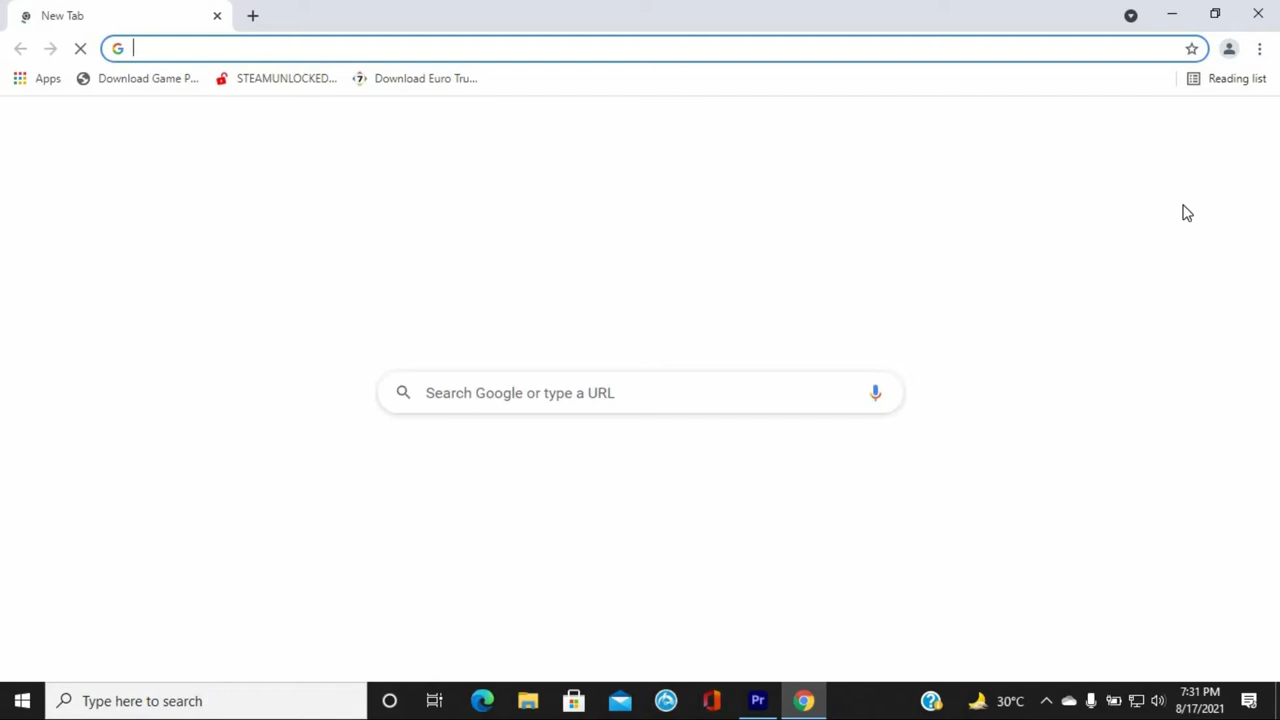 New Tab
Apps
Download Game P...
STEAMUNLOCKED...
Download Euro Tru...
Reading list
Search Google or type a URL
Type here to search
Pr
30°C
7:31 PM
8/17/2021